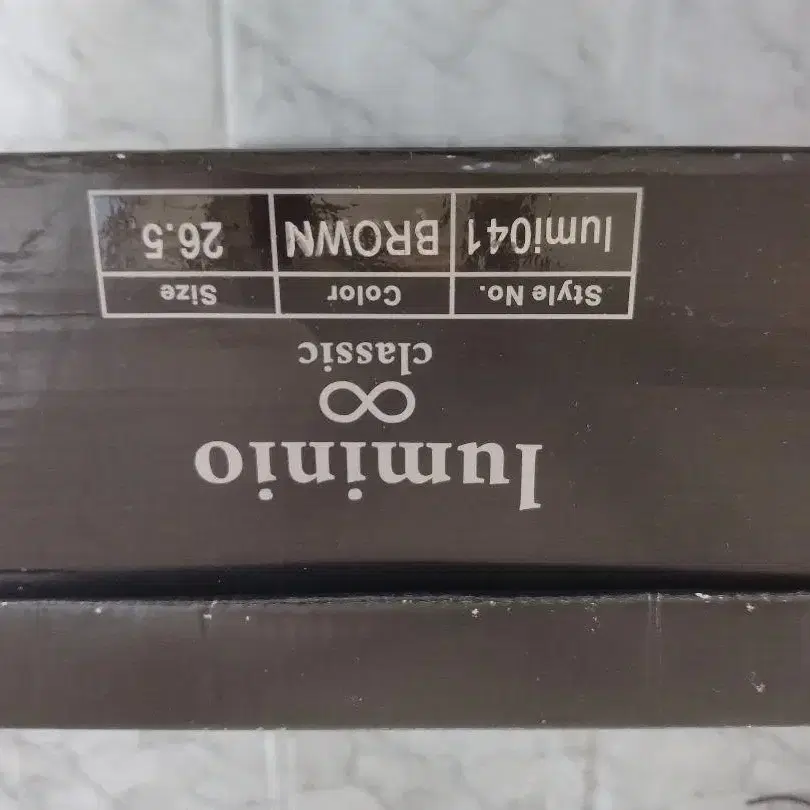 luminio
classic
Style No. Color Size
lumi041 BROWN 26.5